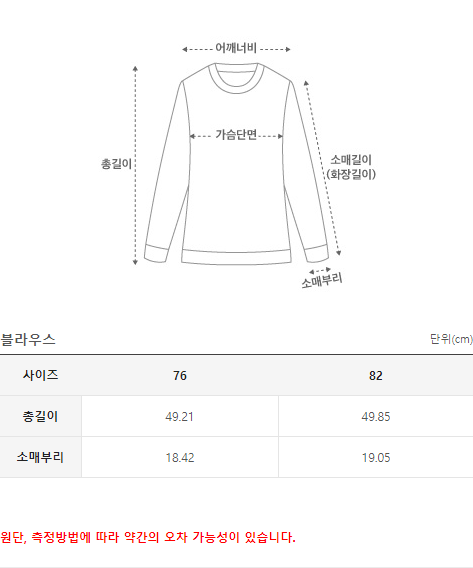 어깨너비
가슴단면
총길이
소매길이
(화장길이)
소매부리
블라우스 단위(cm)
사이즈 76 82
총길이 49.21 49.85
소매부리 18.42 19.05
원단, 측정방법에 따라 약간의 오차 가능성이 있습니다.